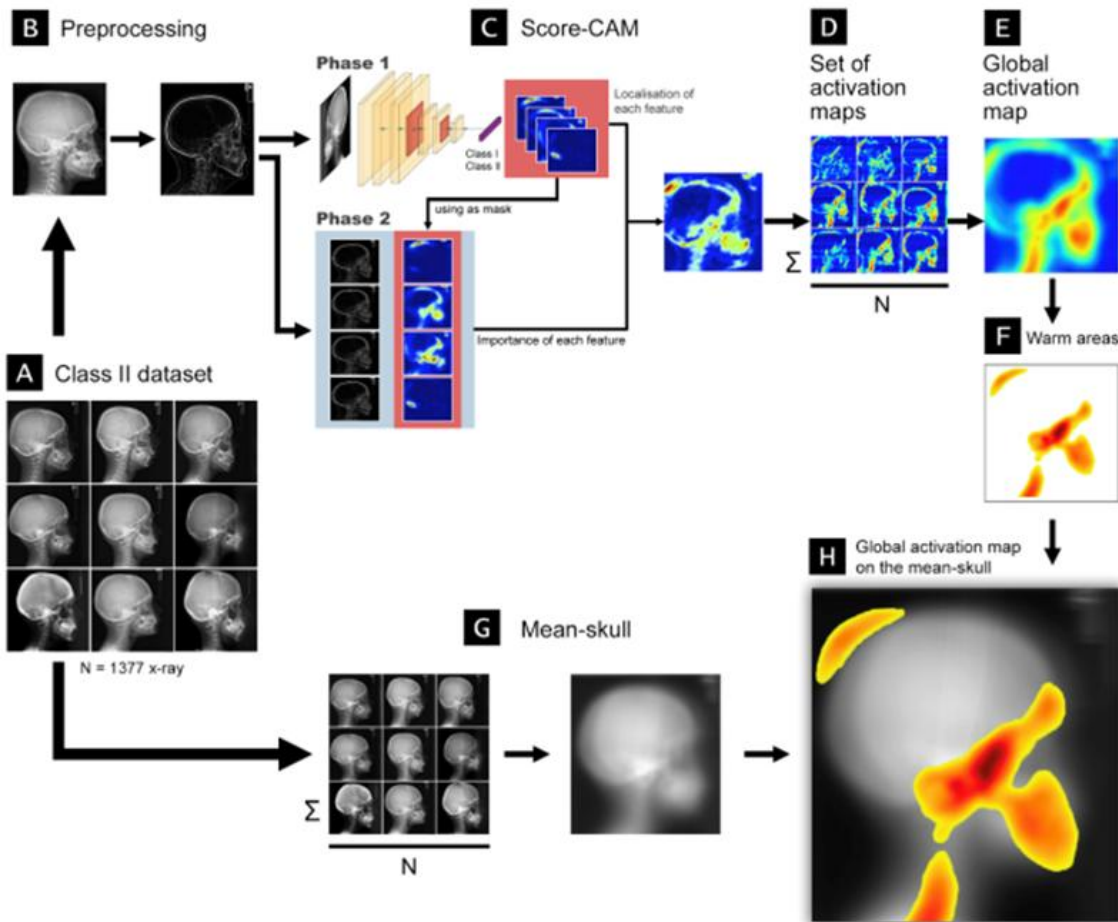 B Preprocessing
C Score-CAM
D Set of
activation
maps
E Global
activation
map
Phase 1
Localisation of
each feature
Class I
Class II
using as mask
Phase 2
Importance of each feature
Σ
N
F Warm areas
A Class II dataset
N = 1377 x-ray
G Mean-skull
Σ
N
H Global activation map
on the mean-skull